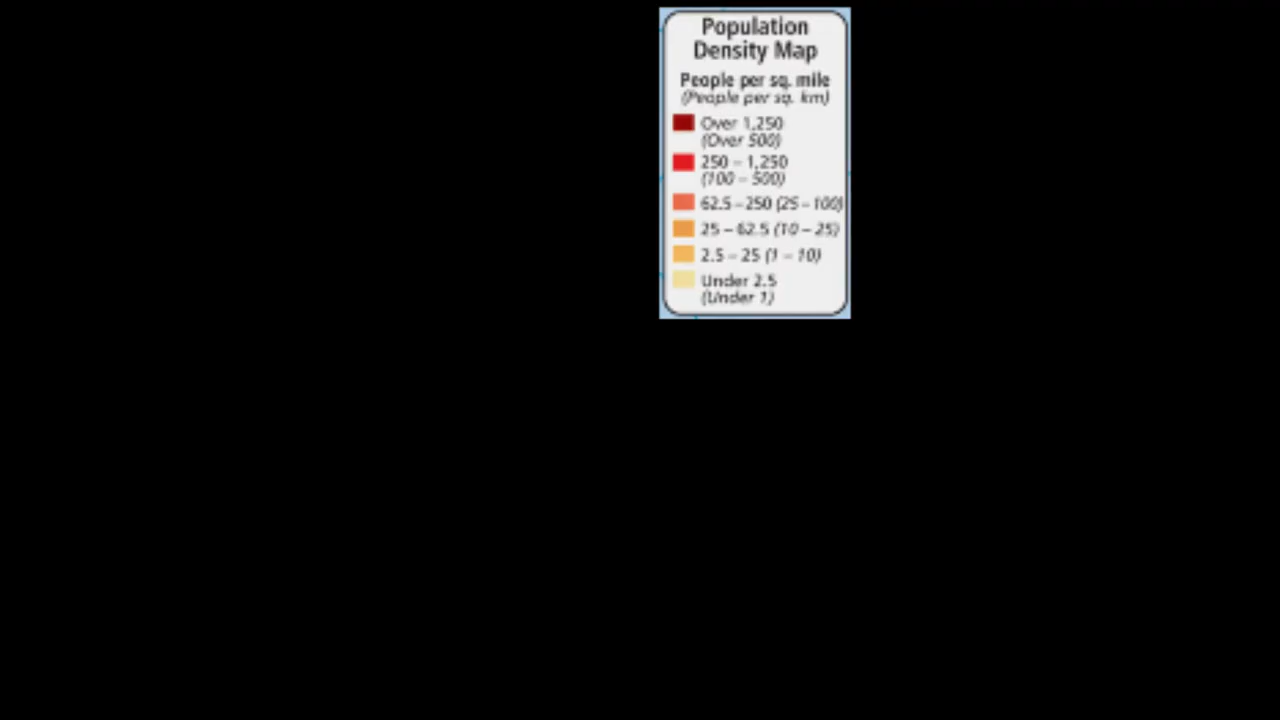 Population
Density Map
People per sq. mile
(People per sq. km)
Over 1,250
(Over 500)
250 – 1,250
(100 – 500)
62.5 – 250 (25 – 100)
25 – 62.5 (10 – 25)
2.5 – 25 (1 – 10)
Under 2.5
(Under 1)